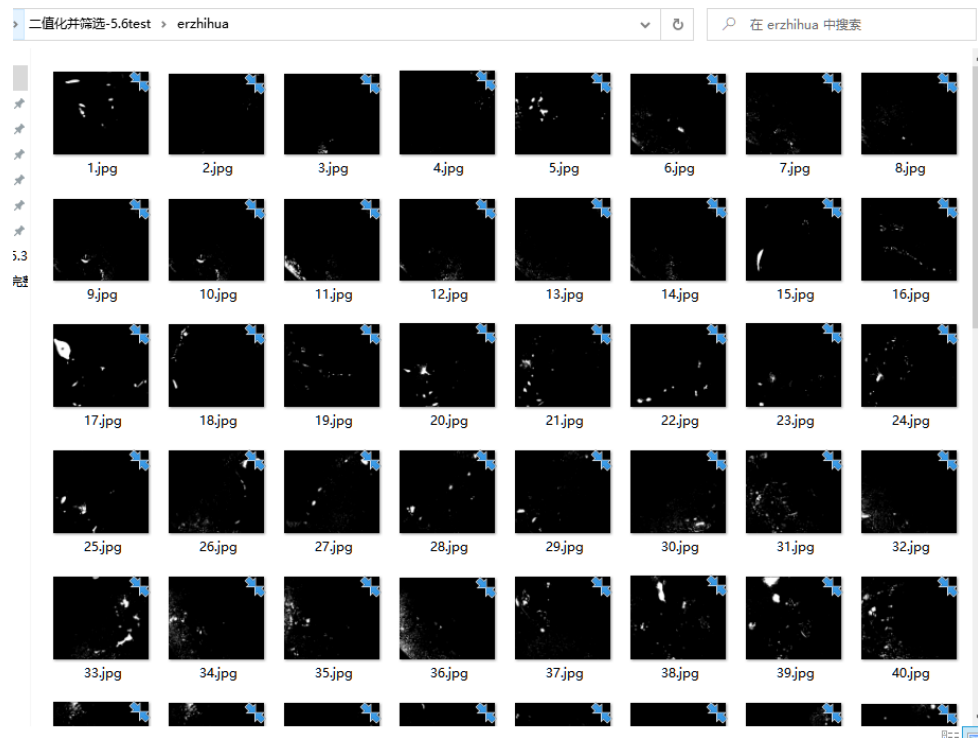 二值化并筛选-5.6test > erzhihua
在 erzhihua 中搜索
1.jpg 2.jpg 3.jpg 4.jpg 5.jpg 6.jpg 7.jpg 8.jpg
9.jpg 10.jpg 11.jpg 12.jpg 13.jpg 14.jpg 15.jpg 16.jpg
5.3
完整
17.jpg 18.jpg 19.jpg 20.jpg 21.jpg 22.jpg 23.jpg 24.jpg
25.jpg 26.jpg 27.jpg 28.jpg 29.jpg 30.jpg 31.jpg 32.jpg
33.jpg 34.jpg 35.jpg 36.jpg 37.jpg 38.jpg 39.jpg 40.jpg